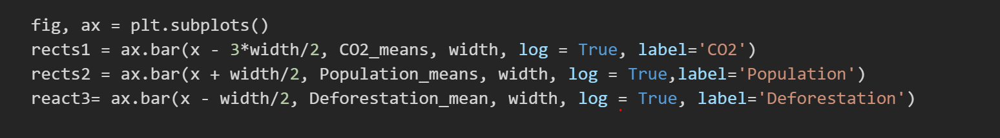 fig, ax = plt.subplots()
rects1 = ax.bar(x - 3*width/2, CO2_means, width, log = True, label='CO2')
rects2 = ax.bar(x + width/2, Population_means, width, log = True,label='Population')
react3= ax.bar(x - width/2, Deforestation_mean, width, log = True, label='Deforestation')